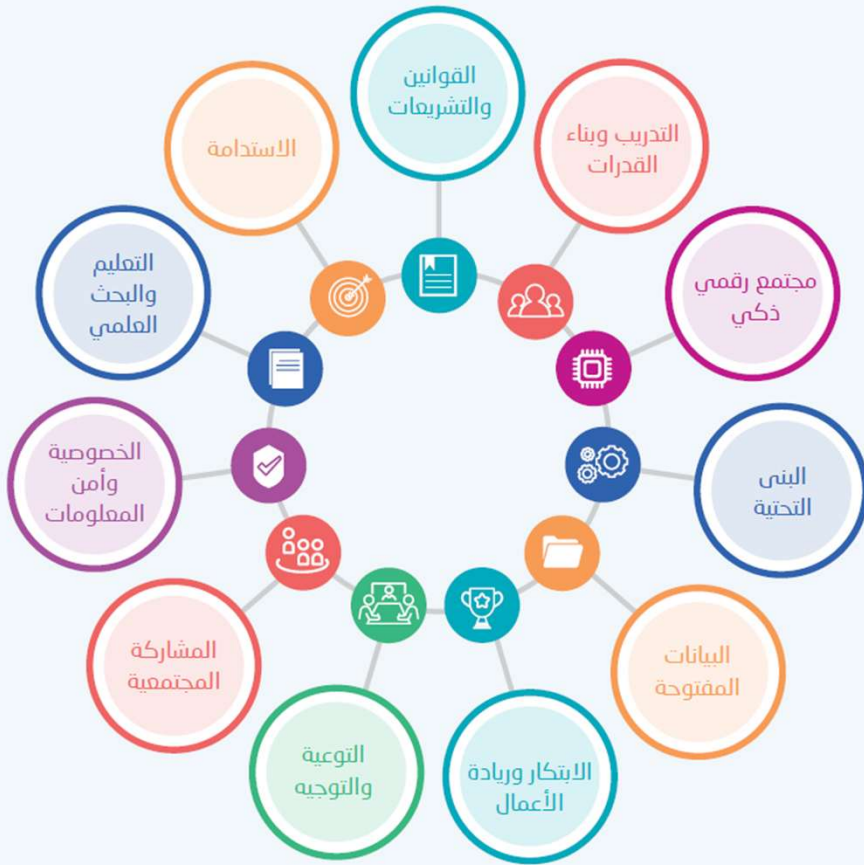 القوانين
والتشريعات
التدريب وبناء
القدرات
مجتمع رقمي
ذكي
البنى
التحتية
البيانات
المفتوحة
الابتكار وريادة
الأعمال
التوعية
والتوجيه
المشاركة
المجتمعية
الخصوصية
وأمن
المعلومات
التعليم
والبحث
العلمي
الاستدامة